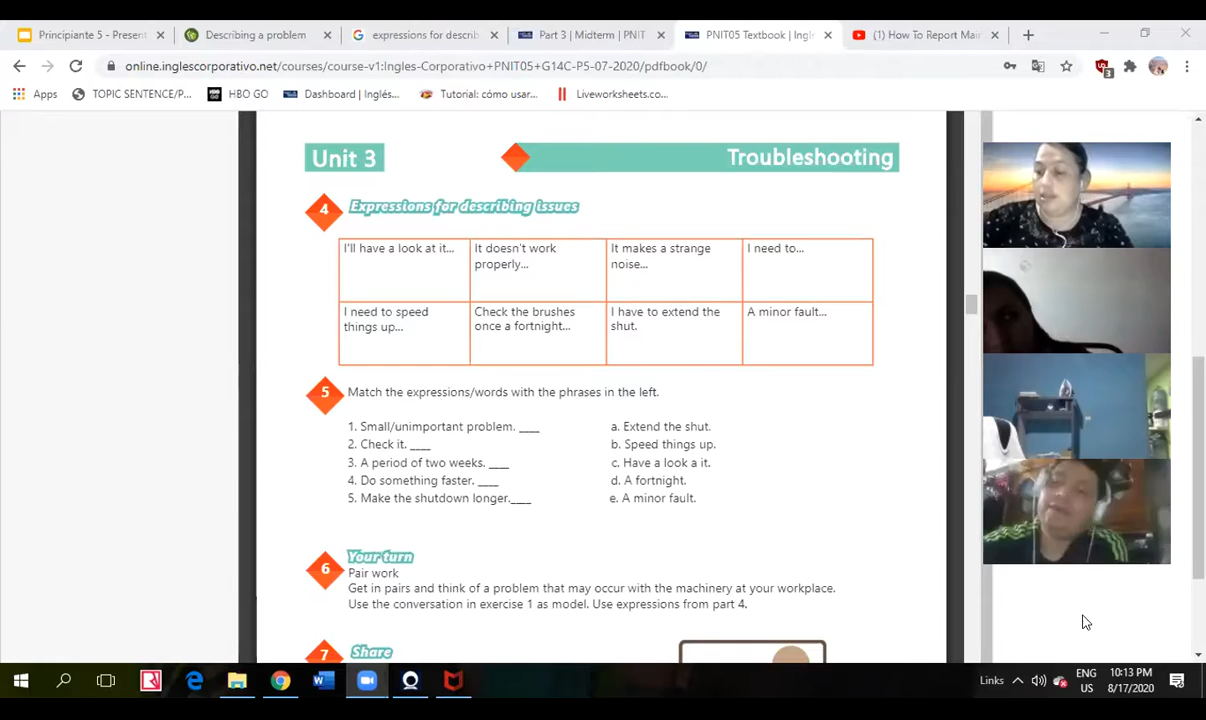 Principiante 5 - Present
Describing a problem
expressions for describ
Part 3 | Midterm | PNIT
PNIT05 Textbook | Ingl
(1) How To Report Main
online.inglescorporativo.net/courses/course-v1:Ingles-Corporativo+PNIT05+G14C-P5-07-2020/pdfbook/0/
3
Apps
TOPIC SENTENCE/P...
HBO GO
Dashboard | Inglés...
Tutorial: cómo usar...
Liveworksheets.co...
Unit 3
Troubleshooting
4
Expressions for describing issues
I'll have a look at it...
It doesn't work properly...
It makes a strange noise...
I need to...
I need to speed things up...
Check the brushes once a fortnight...
I have to extend the shut.
A minor fault...
5
Match the expressions/words with the phrases in the left.
1. Small/unimportant problem. ____
a. Extend the shut.
2. Check it. ____
b. Speed things up.
3. A period of two weeks. ____
c. Have a look a it.
4. Do something faster. ____
d. A fortnight.
5. Make the shutdown longer.____
e. A minor fault.
6
Your turn
Pair work
Get in pairs and think of a problem that may occur with the machinery at your workplace.
Use the conversation in exercise 1 as model. Use expressions from part 4.
7
Share
Links
ENG
US
10:13 PM
8/17/2020